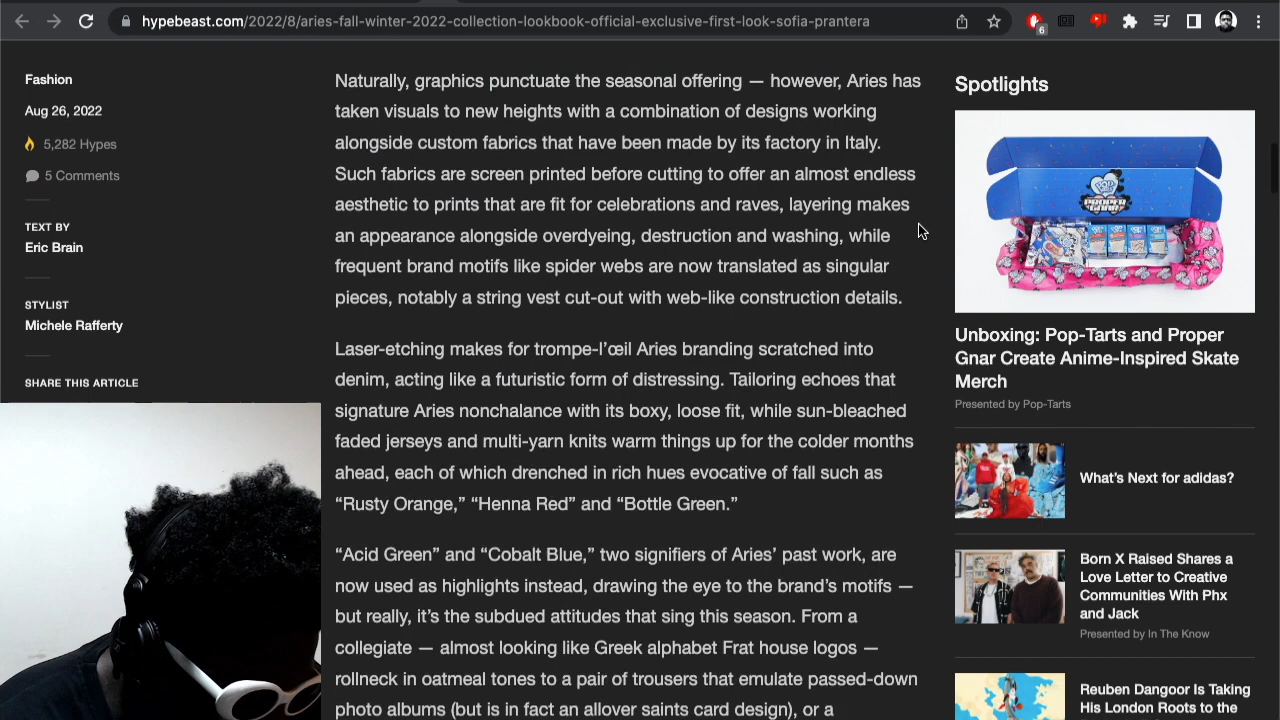 hypebeast.com/2022/8/aries-fall-winter-2022-collection-lookbook-official-exclusive-first-look-sofia-prantera
6
Fashion
Aug 26, 2022
5,282 Hypes
5 Comments
TEXT BY
Eric Brain
STYLIST
Michele Rafferty
SHARE THIS ARTICLE
Naturally, graphics punctuate the seasonal offering — however, Aries has
taken visuals to new heights with a combination of designs working
alongside custom fabrics that have been made by its factory in Italy.
Such fabrics are screen printed before cutting to offer an almost endless
aesthetic to prints that are fit for celebrations and raves, layering makes
an appearance alongside overdyeing, destruction and washing, while
frequent brand motifs like spider webs are now translated as singular
pieces, notably a string vest cut-out with web-like construction details.
Laser-etching makes for trompe-l’œil Aries branding scratched into
denim, acting like a futuristic form of distressing. Tailoring echoes that
signature Aries nonchalance with its boxy, loose fit, while sun-bleached
faded jerseys and multi-yarn knits warm things up for the colder months
ahead, each of which drenched in rich hues evocative of fall such as
“Rusty Orange,” “Henna Red” and “Bottle Green.”
“Acid Green” and “Cobalt Blue,” two signifiers of Aries’ past work, are
now used as highlights instead, drawing the eye to the brand’s motifs —
but really, it’s the subdued attitudes that sing this season. From a
collegiate — almost looking like Greek alphabet Frat house logos —
rollneck in oatmeal tones to a pair of trousers that emulate passed-down
photo albums (but is in fact an allover saints card design), or a
Spotlights
POP TARTS
PROPER
GNAR
Unboxing: Pop-Tarts and Proper
Gnar Create Anime-Inspired Skate
Merch
Presented by Pop-Tarts
What’s Next for adidas?
Born X Raised Shares a
Love Letter to Creative
Communities With Phx
and Jack
Presented by In The Know
Reuben Dangoor Is Taking
His London Roots to the